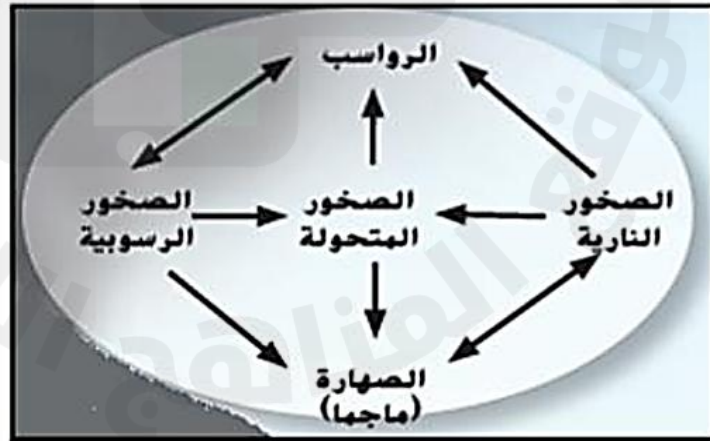 الرواسب
الصخور
النارية
الصخور
المتحولة
الصخور
الرسوبية
الصهارة
(ماجما)